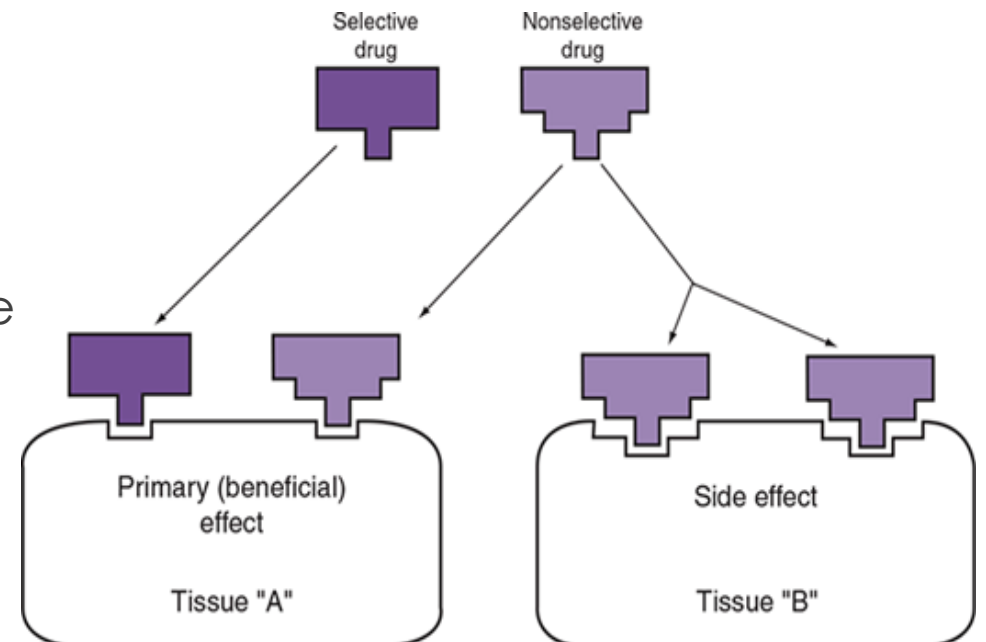 Selective
drug
Nonselective
drug
e
Primary (beneficial)
effect
Side effect
Tissue "A"
Tissue "B"